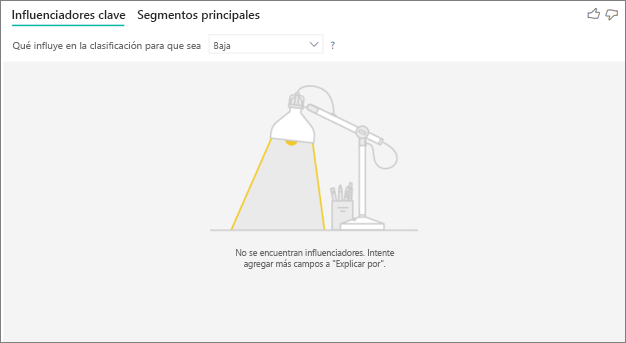 Influenciadores clave Segmentos principales
Qué influye en la clasificación para que sea Baja ?
No se encuentran influenciadores. Intente
agregar más campos a "Explicar por".